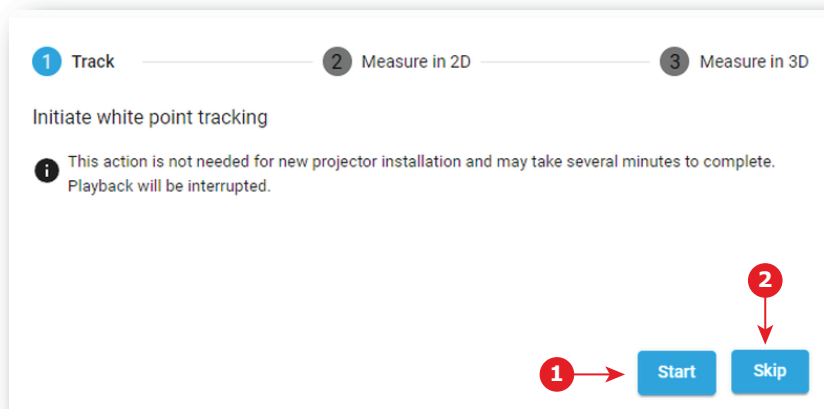 1 Track 2 Measure in 2D 3 Measure in 3D
Initiate white point tracking
i This action is not needed for new projector installation and may take several minutes to complete.
Playback will be interrupted.
2
1 Start Skip